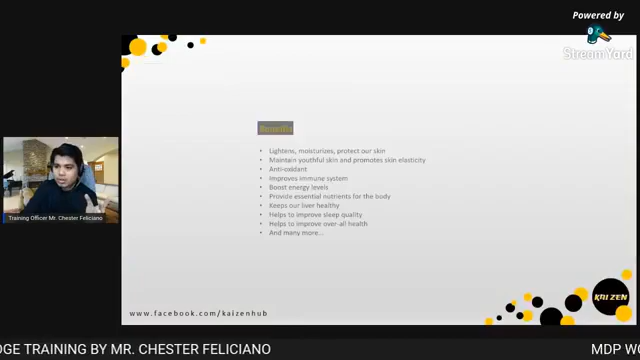 Powered by
StreamYard
Benefits
• Lightens, moisturizes, protect our skin
• Maintain youthful skin and promotes skin elasticity
• Anti-oxidant
• Improves immune system
• Boost energy levels
• Provide essential nutrients for the body
• Keeps our liver healthy
• Helps to improve sleep quality
• Helps to improve over-all health
• And many more...
Training Officer Mr. Chester Feliciano
KAIZEN
www.facebook.com/kaizenhub
DGE TRAINING BY MR. CHESTER FELICIANO
MDP WO